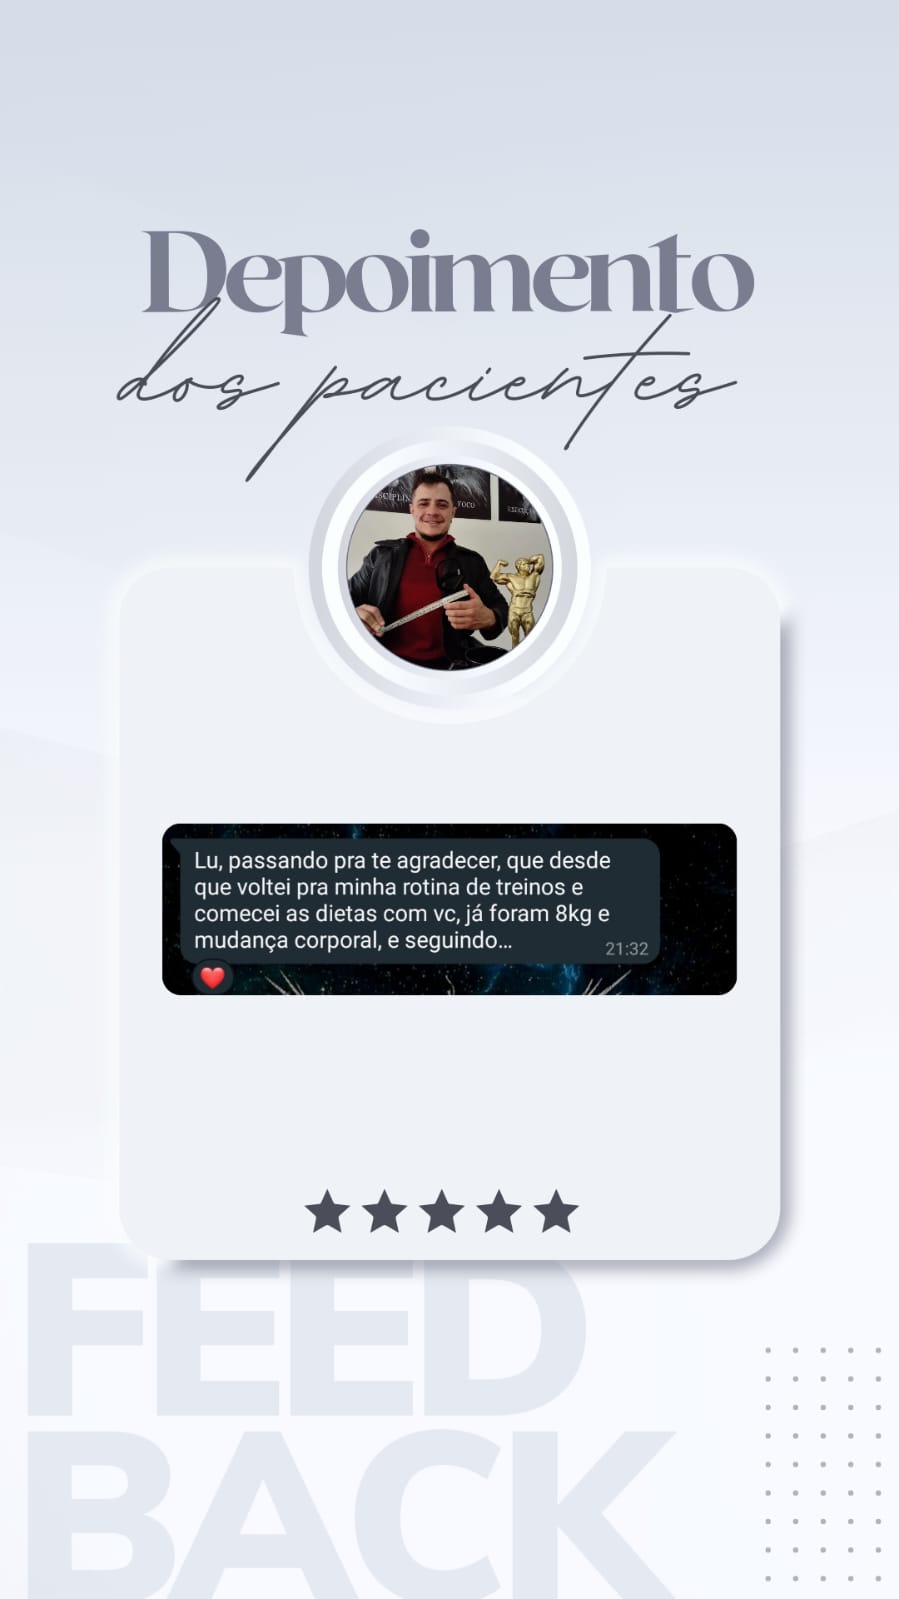 Depoimento
dos pacientes
FOCO
Lu, passando pra te agradecer, que desde
que voltei pra minha rotina de treinos e
comecei as dietas com vc, já foram 8kg e
mudança corporal, e seguindo...
21:32
FEED
BACK